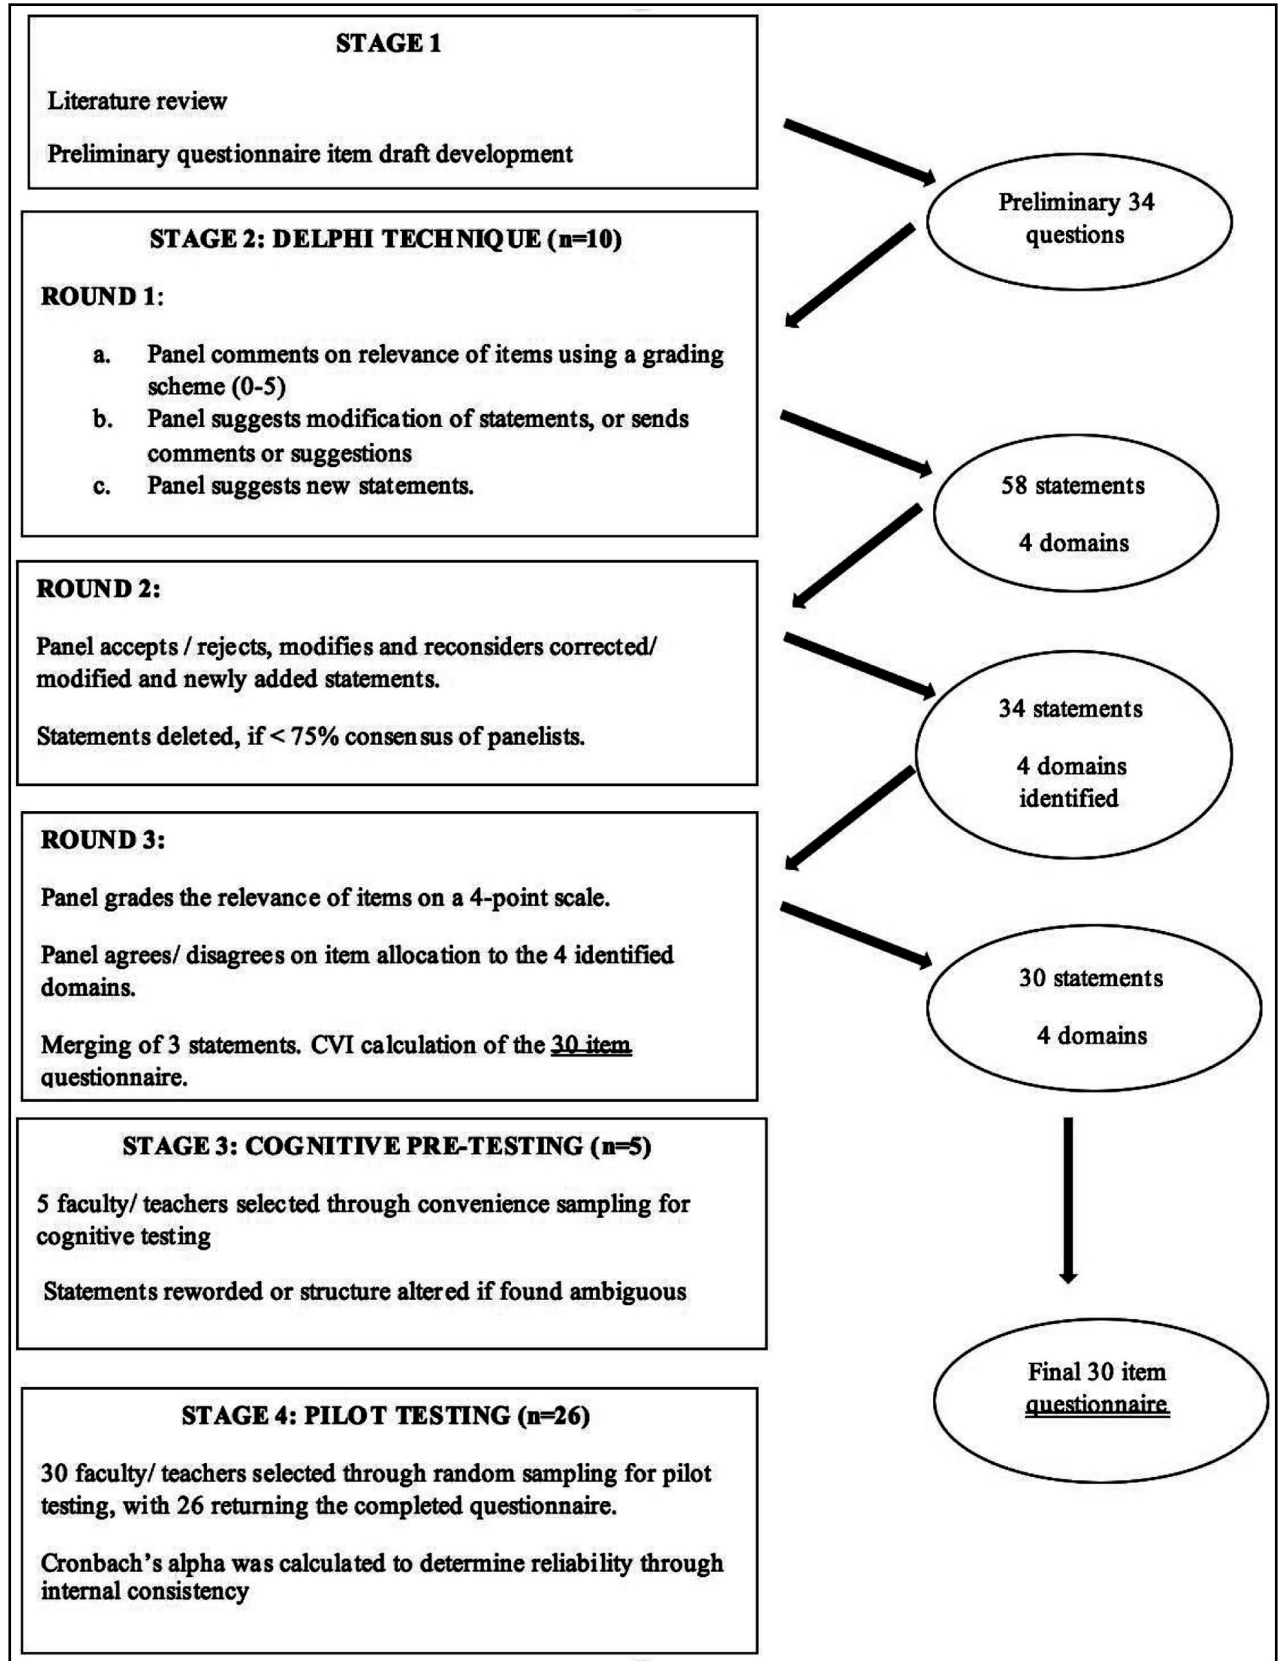 STAGE 1
Literature review
Preliminary questionnaire item draft development
Preliminary 34
questions
STAGE 2: DELPHI TECHNIQUE (n=10)
ROUND 1:
a. Panel comments on relevance of items using a grading
scheme (0-5)
b. Panel suggests modification of statements, or sends
comments or suggestions
c. Panel suggests new statements.
58 statements
4 domains
ROUND 2:
Panel accepts / rejects, modifies and reconsiders corrected/
modified and newly added statements.
Statements deleted, if < 75% consensus of panelists.
34 statements
4 domains
identified
ROUND 3:
Panel grades the relevance of items on a 4-point scale.
Panel agrees/ disagrees on item allocation to the 4 identified
domains.
Merging of 3 statements. CVI calculation of the 30 item
questionnaire.
30 statements
4 domains
STAGE 3: COGNITIVE PRE-TESTING (n=5)
5 faculty/ teachers selected through convenience sampling for
cognitive testing
Statements reworded or structure altered if found ambiguous
Final 30 item
questionnaire
STAGE 4: PILOT TESTING (n=26)
30 faculty/ teachers selected through random sampling for pilot
testing, with 26 returning the completed questionnaire.
Cronbach's alpha was calculated to determine reliability through
internal consistency